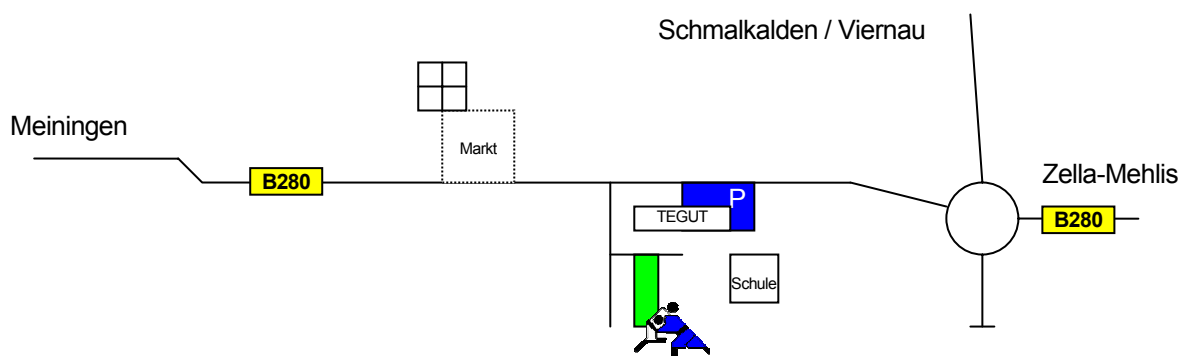 Schmalkalden / Viernau
Meiningen
Markt
Zella-Mehlis
B280
P
TEGUT
B280
Schule